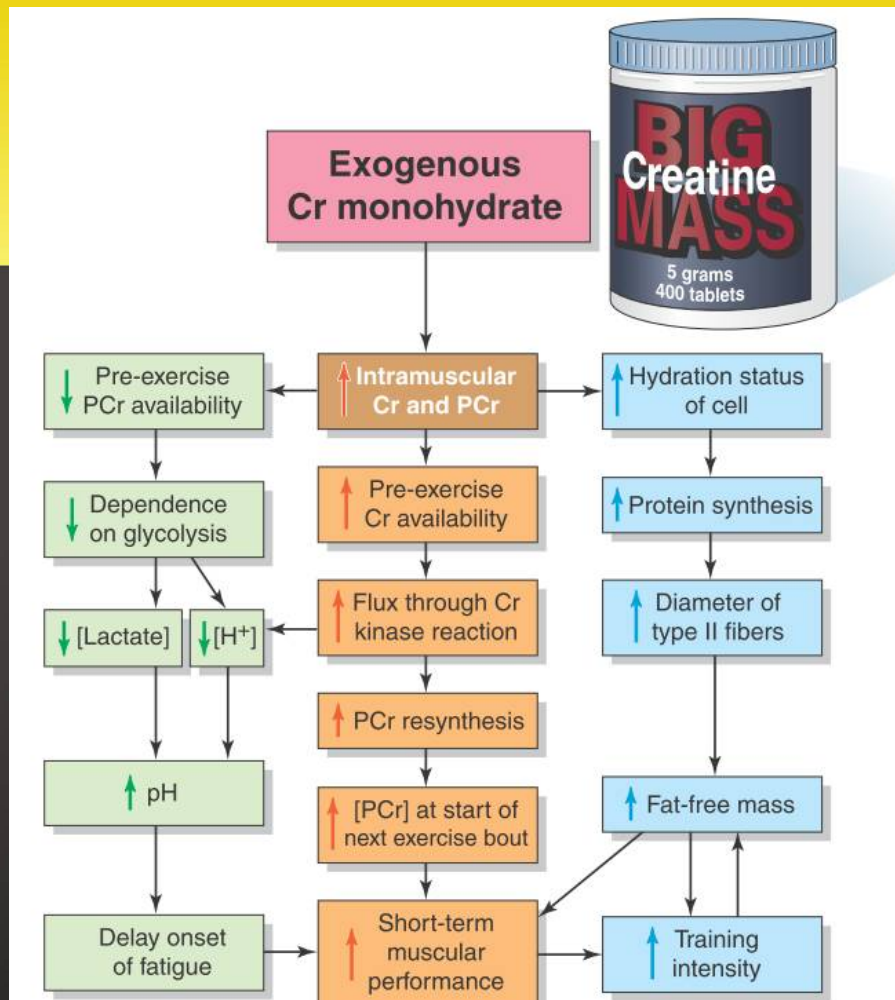 BIG
Creatine
MASS
5 grams
400 tablets
Exogenous
Cr monohydrate
↓ Pre-exercise
PCr availability
↑ Intramuscular
Cr and PCr
↑ Hydration status
of cell
↓ Dependence
on glycolysis
↑ Pre-exercise
Cr availability
↑ Protein synthesis
↓ [Lactate]
↓ [H⁺]
↑ Flux through Cr
kinase reaction
↑ Diameter of
type II fibers
↑ PCr resynthesis
↑ pH
↑ [PCr] at start of
next exercise bout
↑ Fat-free mass
Delay onset
of fatigue
↑ Short-term
muscular
performance
↑ Training
intensity